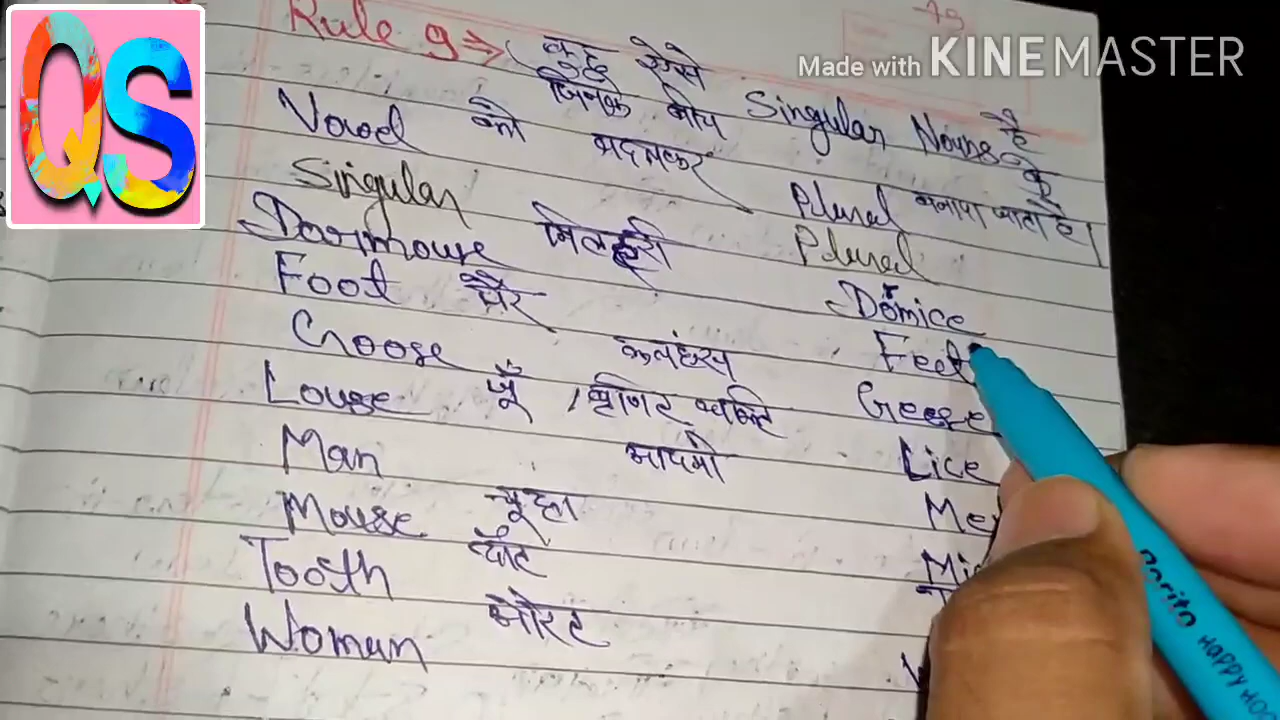 QS
Made with KINEMASTER
Rule 9 ⇒ कुछ ऐसे Singular Nouns है
जिनके बीच के
Vowel को बदलकर Plural बनाया जाता है।
Singular Plural
Dormouse गिलहरी Dormice
Foot पैर Feet
Goose कलहंस Geese
Louse जूँ / घृणित व्यक्ति Lice
Man आदमी
Mouse चूहा
Tooth दाँत
Woman औरत